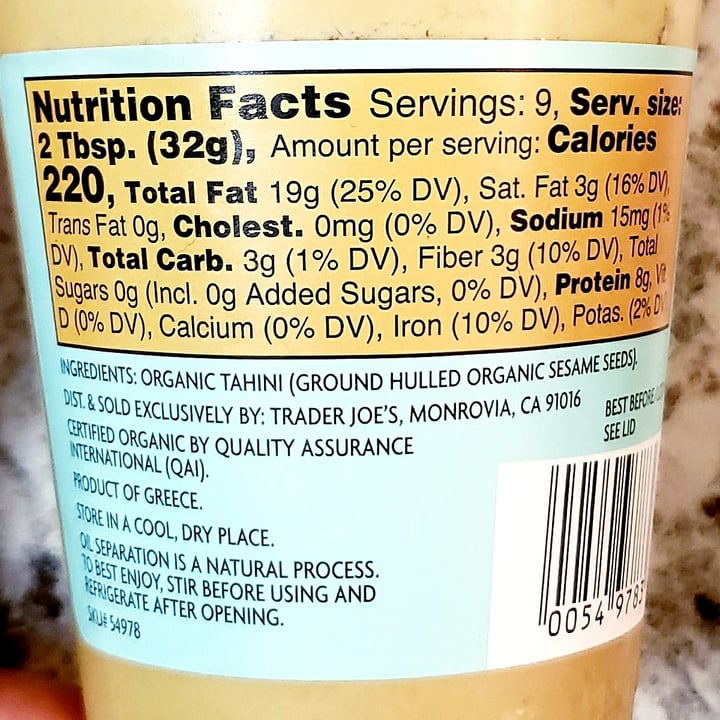 Nutrition Facts Servings: 9, Serv. size:
2 Tbsp. (32g), Amount per serving: Calories
220, Total Fat 19g (25% DV), Sat. Fat 3g (16% DV),
Trans Fat 0g, Cholest. 0mg (0% DV), Sodium 15mg (1%
DV), Total Carb. 3g (1% DV), Fiber 3g (10% DV), Total
Sugars 0g (Incl. 0g Added Sugars, 0% DV), Protein 8g, Vit.
D (0% DV), Calcium (0% DV), Iron (10% DV), Potas. (2% D
INGREDIENTS: ORGANIC TAHINI (GROUND HULLED ORGANIC SESAME SEEDS).
DIST. & SOLD EXCLUSIVELY BY: TRADER JOE'S, MONROVIA, CA 91016
BEST BEFORE
SEE LID
CERTIFIED ORGANIC BY QUALITY ASSURANCE
INTERNATIONAL (QAI).
PRODUCT OF GREECE.
STORE IN A COOL, DRY PLACE.
OIL SEPARATION IS A NATURAL PROCESS.
TO BEST ENJOY, STIR BEFORE USING AND
REFRIGERATE AFTER OPENING.
SKU# 54978
0054 978